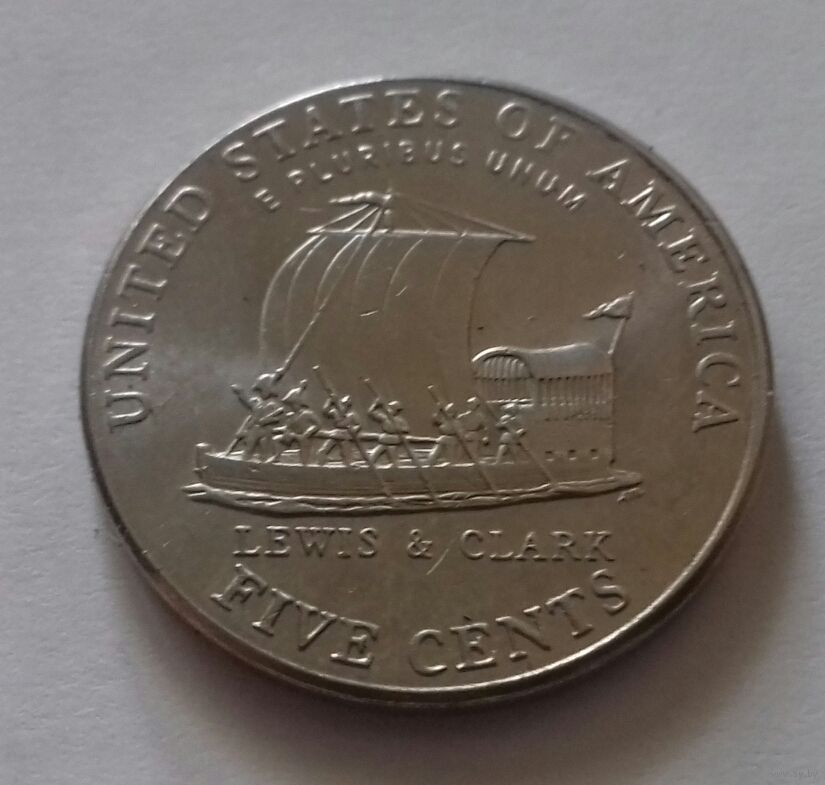 UNITED STATES OF AMERICA
E PLURIBUS UNUM
LEWIS & CLARK
FIVE CENTS